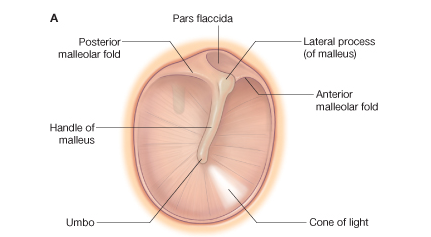 A
Pars flaccida
Posterior
malleolar fold
Lateral process
(of malleus)
Anterior
malleolar fold
Handle of
malleus
Umbo
Cone of light